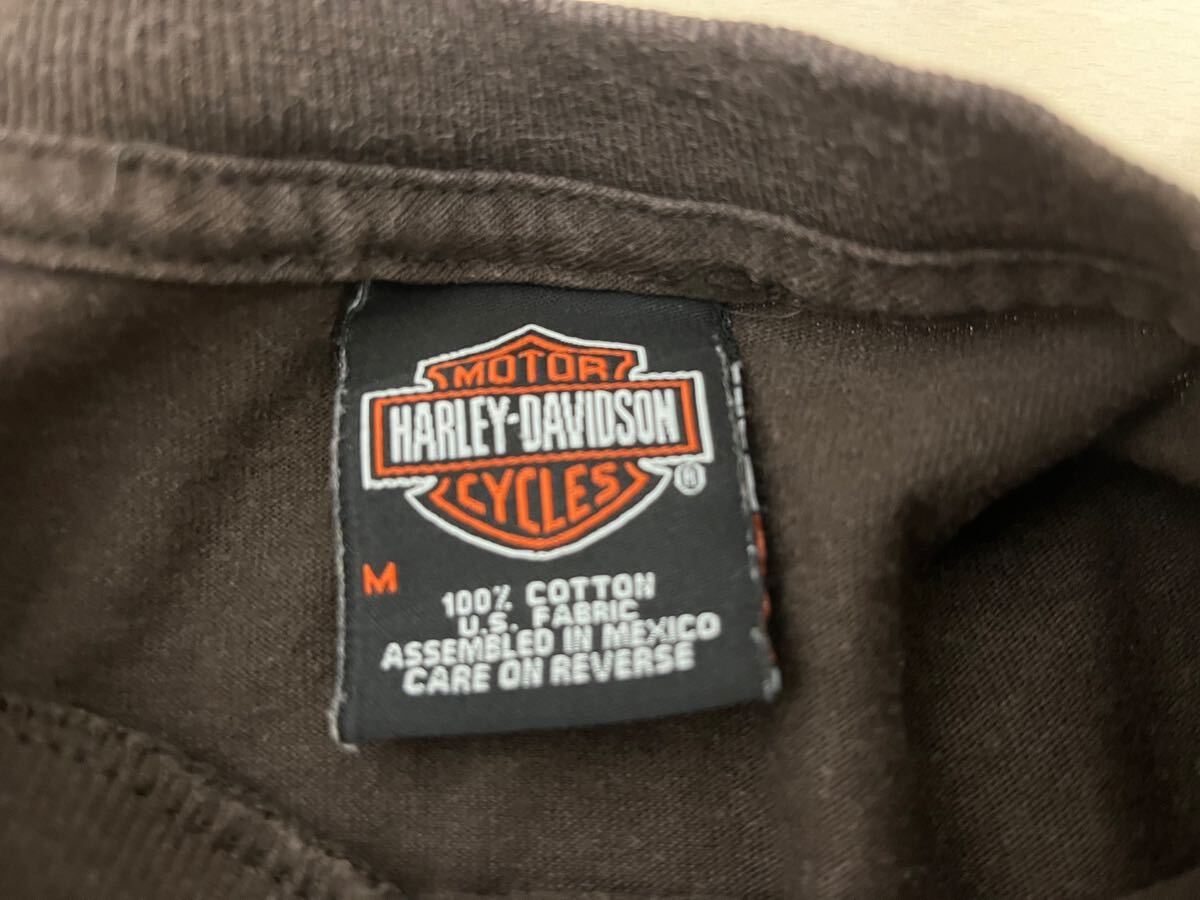 MOTOR
HARLEY-DAVIDSON
CYCLES
®
M
100% COTTON
U.S. FABRIC
ASSEMBLED IN MEXICO
CARE ON REVERSE